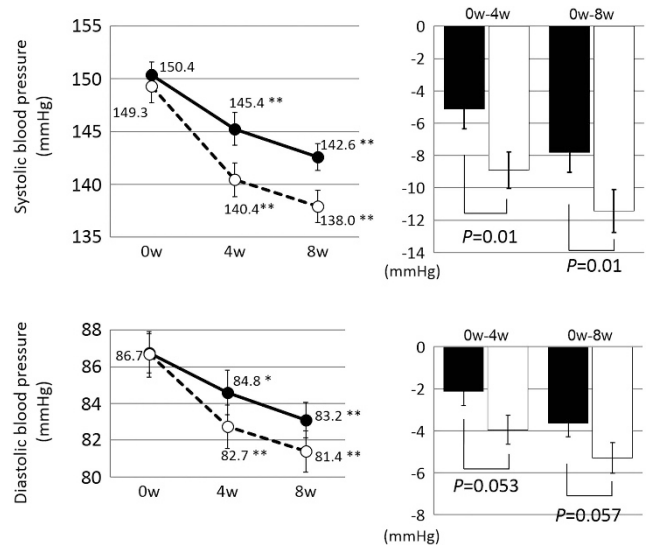 Systolic blood pressure
(mmHg)
155
150
145
140
135
150.4
149.3
145.4 **
142.6 **
140.4**
138.0 **
0w
4w
8w
0w-4w
0w-8w
0
-2
-4
-6
-8
-10
-12
-14
(mmHg)
P=0.01
P=0.01
Diastolic blood pressure
(mmHg)
88
86
84
82
80
86.7
84.8 *
83.2 **
82.7 **
81.4 **
0w
4w
8w
0w-4w
0w-8w
0
-2
-4
-6
-8
(mmHg)
P=0.053
P=0.057